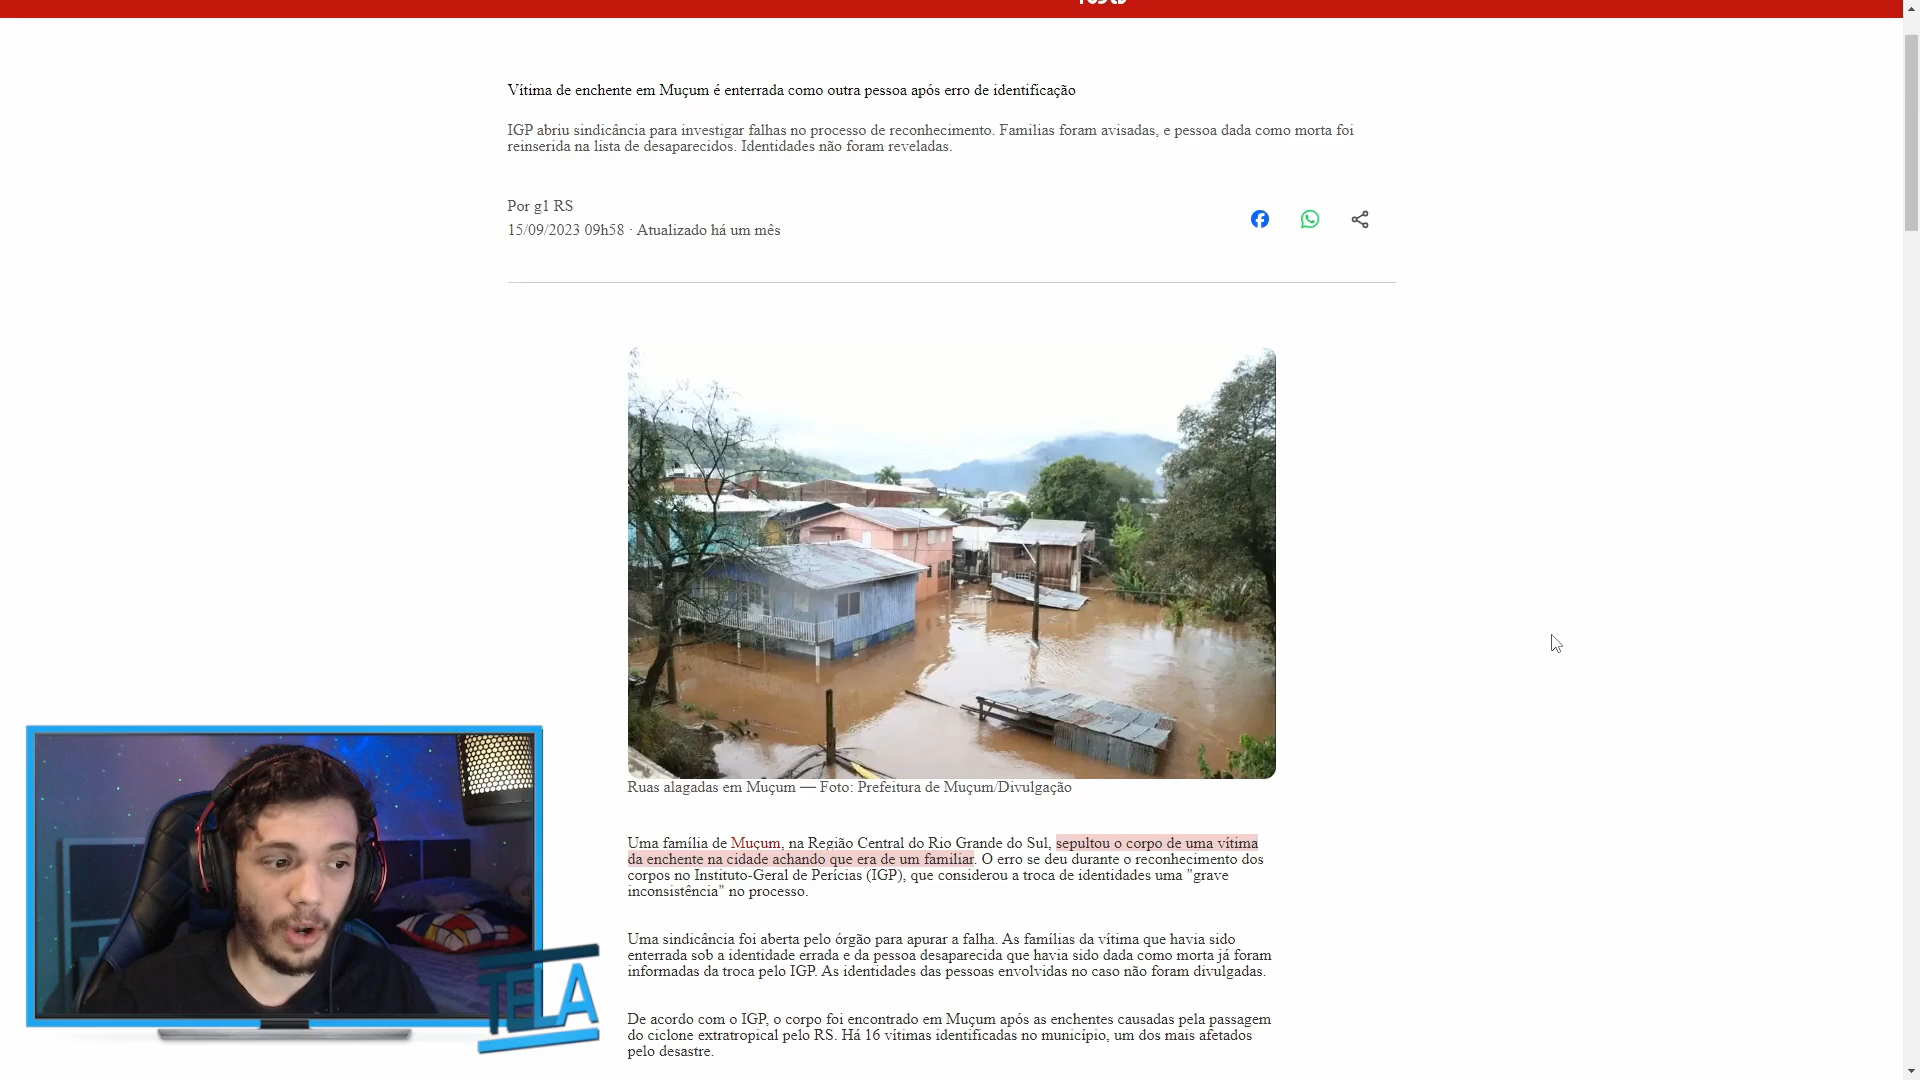 Vítima de enchente em Muçum é enterrada como outra pessoa após erro de identificação
IGP abriu sindicância para investigar falhas no processo de reconhecimento. Famílias foram avisadas, e pessoa dada como morta foi
reinserida na lista de desaparecidos. Identidades não foram reveladas.
Por g1 RS
15/09/2023 09h58 · Atualizado há um mês
Ruas alagadas em Muçum — Foto: Prefeitura de Muçum/Divulgação
Uma família de Muçum, na Região Central do Rio Grande do Sul, sepultou o corpo de uma vítima
da enchente na cidade achando que era de um familiar. O erro se deu durante o reconhecimento dos
corpos no Instituto-Geral de Perícias (IGP), que considerou a troca de identidades uma "grave
inconsistência" no processo.
Uma sindicância foi aberta pelo órgão para apurar a falha. As famílias da vítima que havia sido
enterrada sob a identidade errada e da pessoa desaparecida que havia sido dada como morta já foram
informadas da troca pelo IGP. As identidades das pessoas envolvidas no caso não foram divulgadas.
De acordo com o IGP, o corpo foi encontrado em Muçum após as enchentes causadas pela passagem
do ciclone extratropical pelo RS. Há 16 vítimas identificadas no município, um dos mais afetados
pelo desastre.
TELA